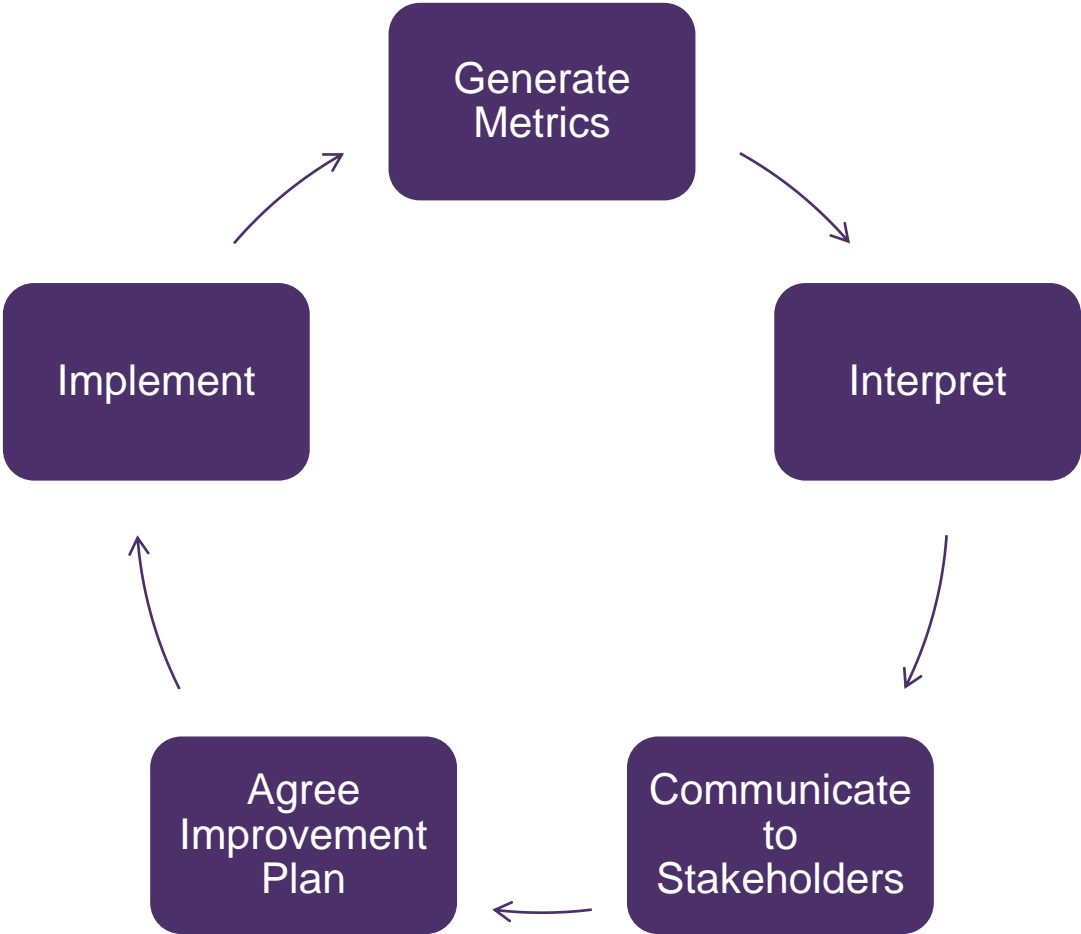 Generate
Metrics
Interpret
Communicate
to
Stakeholders
Agree
Improvement
Plan
Implement